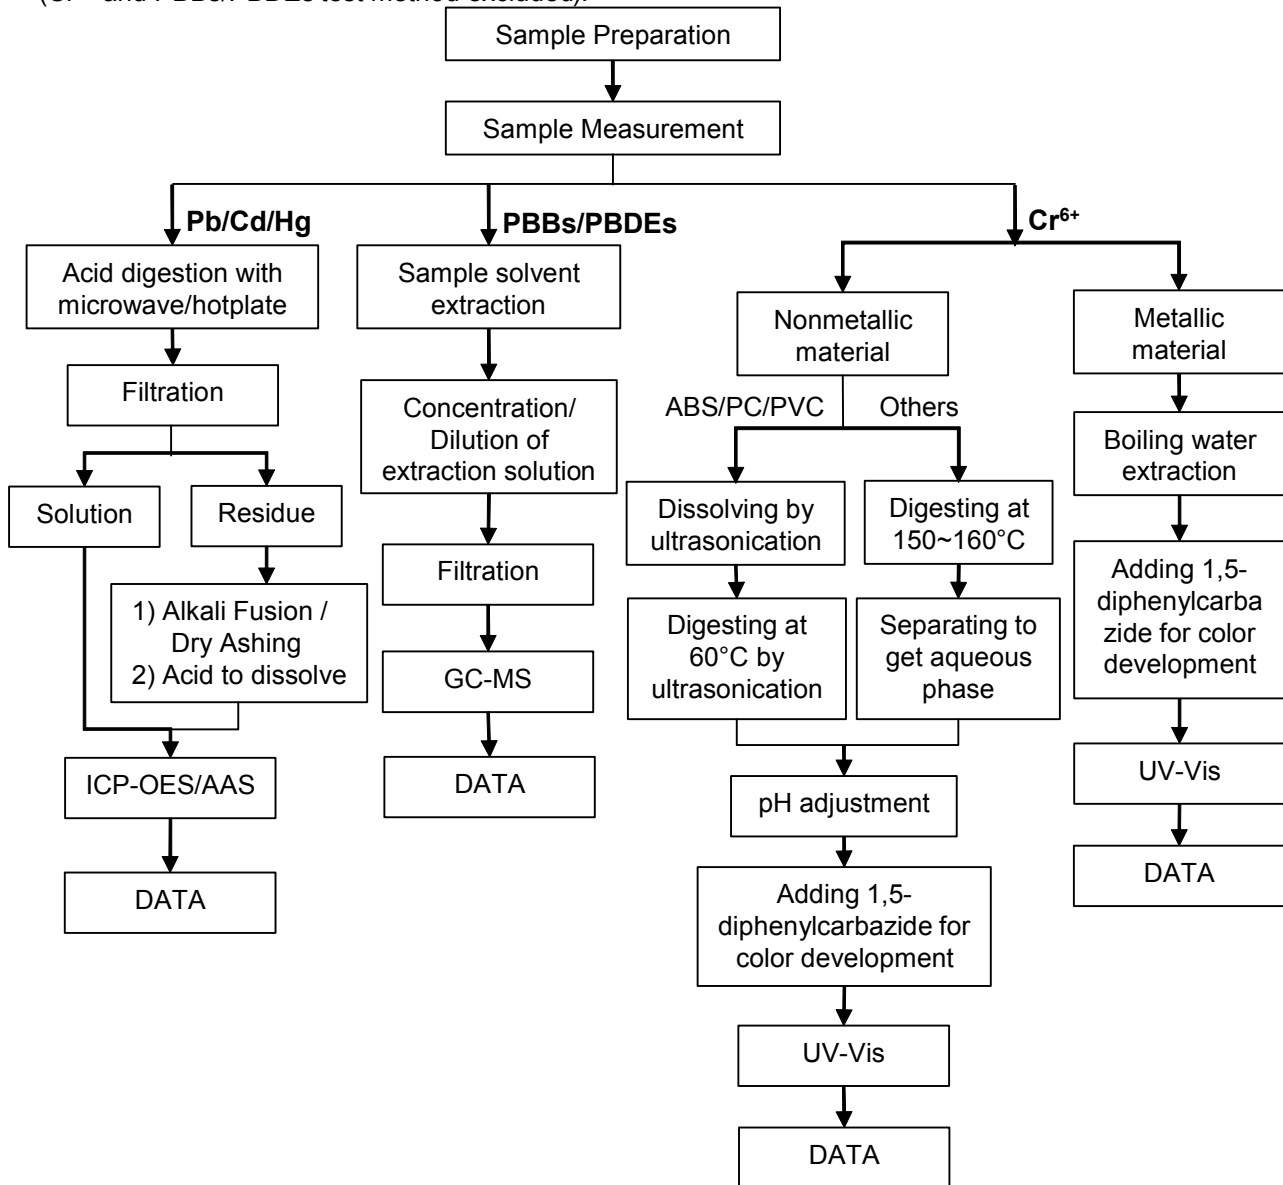 Sample Preparation
Sample Measurement
Pb/Cd/Hg
Acid digestion with
microwave/hotplate
Filtration
Solution
Residue
1) Alkali Fusion /
Dry Ashing
2) Acid to dissolve
ICP-OES/AAS
DATA
PBBs/PBDEs
Sample solvent
extraction
Concentration/
Dilution of
extraction solution
Filtration
GC-MS
DATA
Cr⁶⁺
Nonmetallic
material
ABS/PC/PVC
Others
Dissolving by
ultrasonication
Digesting at
60°C by
ultrasonication
Digesting at
150~160°C
Separating to
get aqueous
phase
pH adjustment
Adding 1,5-
diphenylcarbazide for
color development
UV-Vis
DATA
Metallic
material
Boiling water
extraction
Adding 1,5-
diphenylcarba
zide for color
development
UV-Vis
DATA